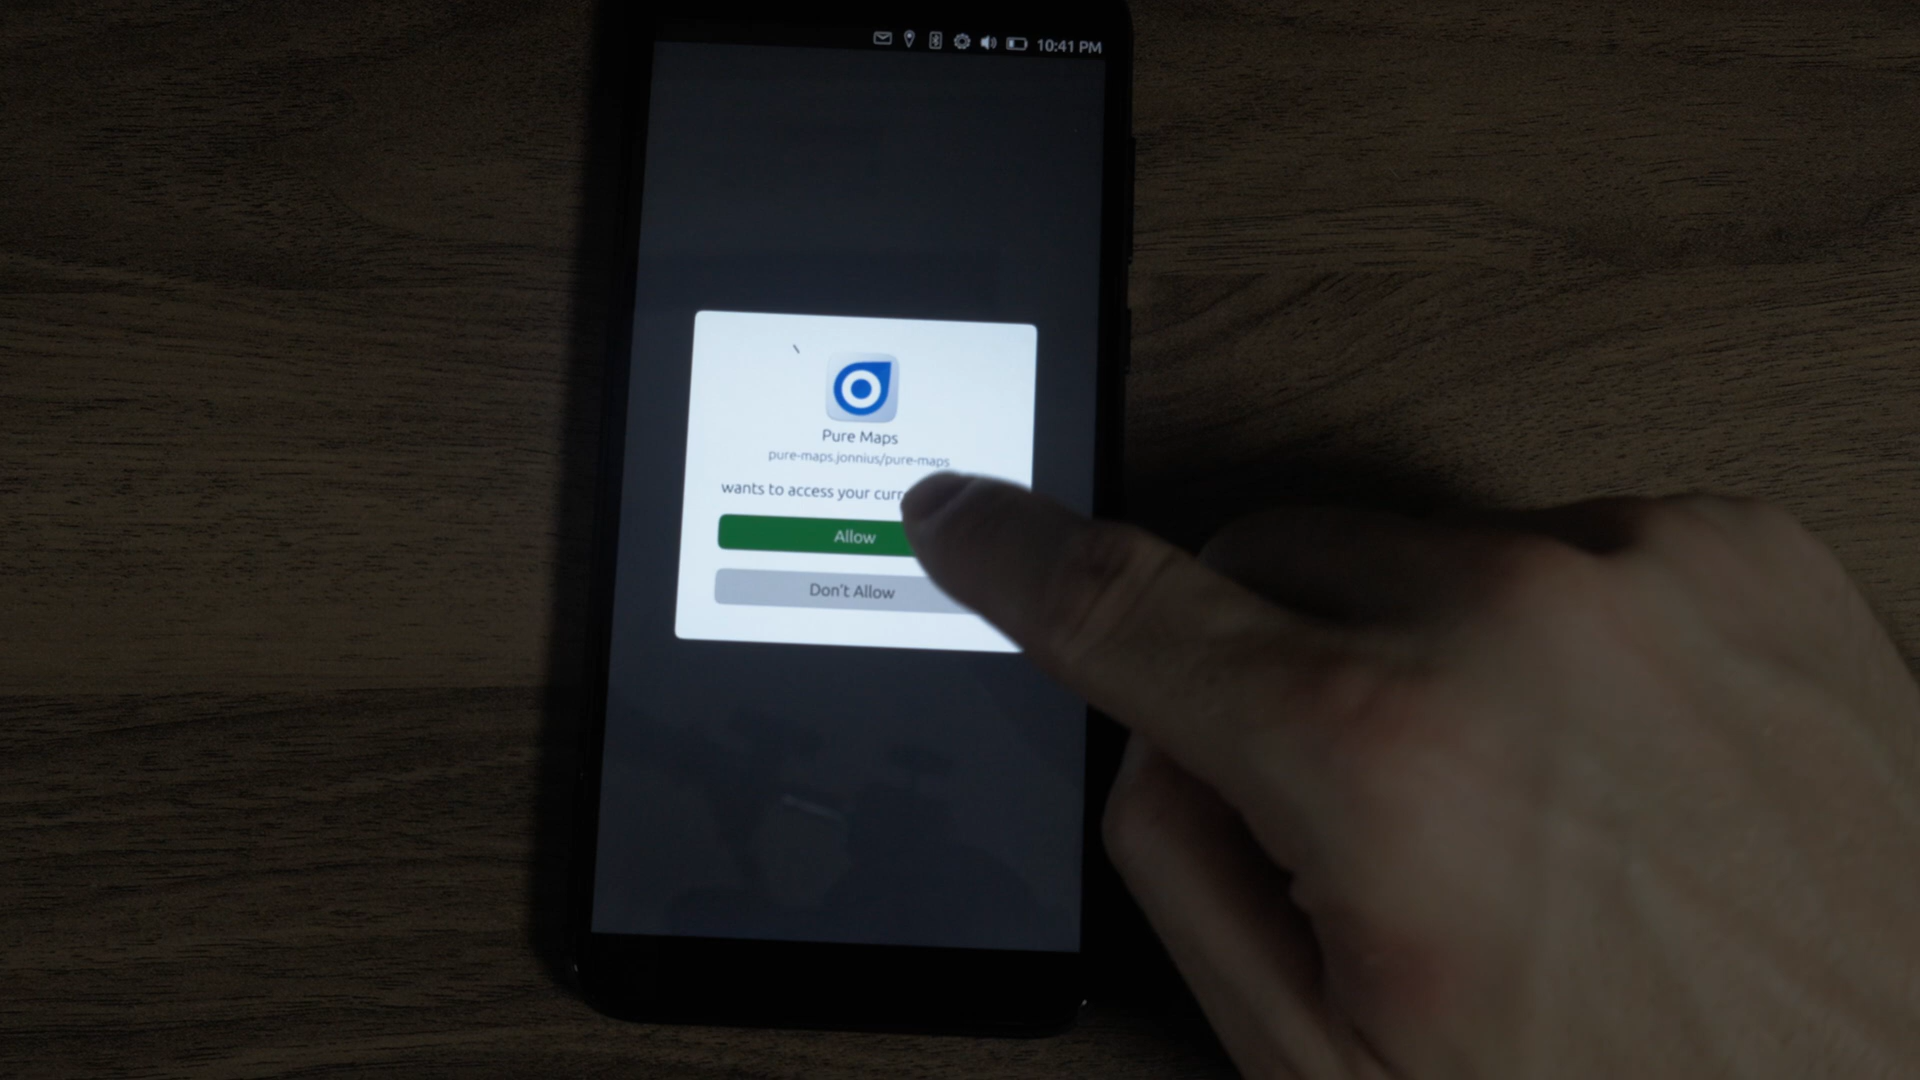 10:41 PM
Pure Maps
pure-maps.jonnius/pure-maps
wants to access your
Allow
Don't Allow